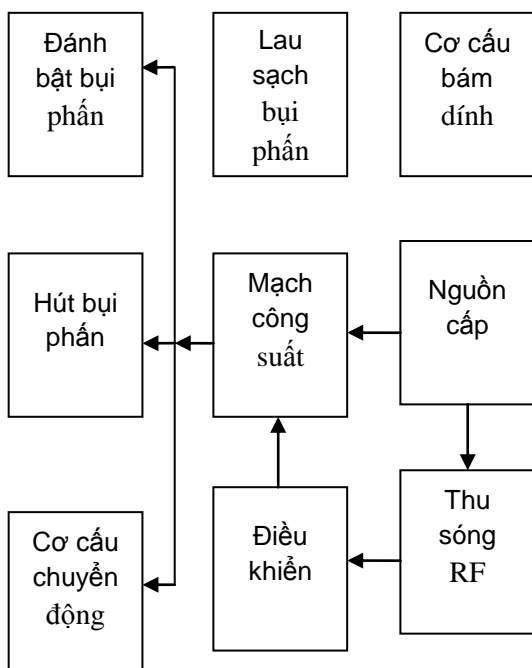 Đánh
bật bụi
phấn
Lau
sạch
bụi
phấn
Cơ cấu
bám
dính
Hút bụi
phấn
Mạch
công
suất
Nguồn
cấp
Cơ cấu
chuyển
động
Điều
khiển
Thu
sóng
RF